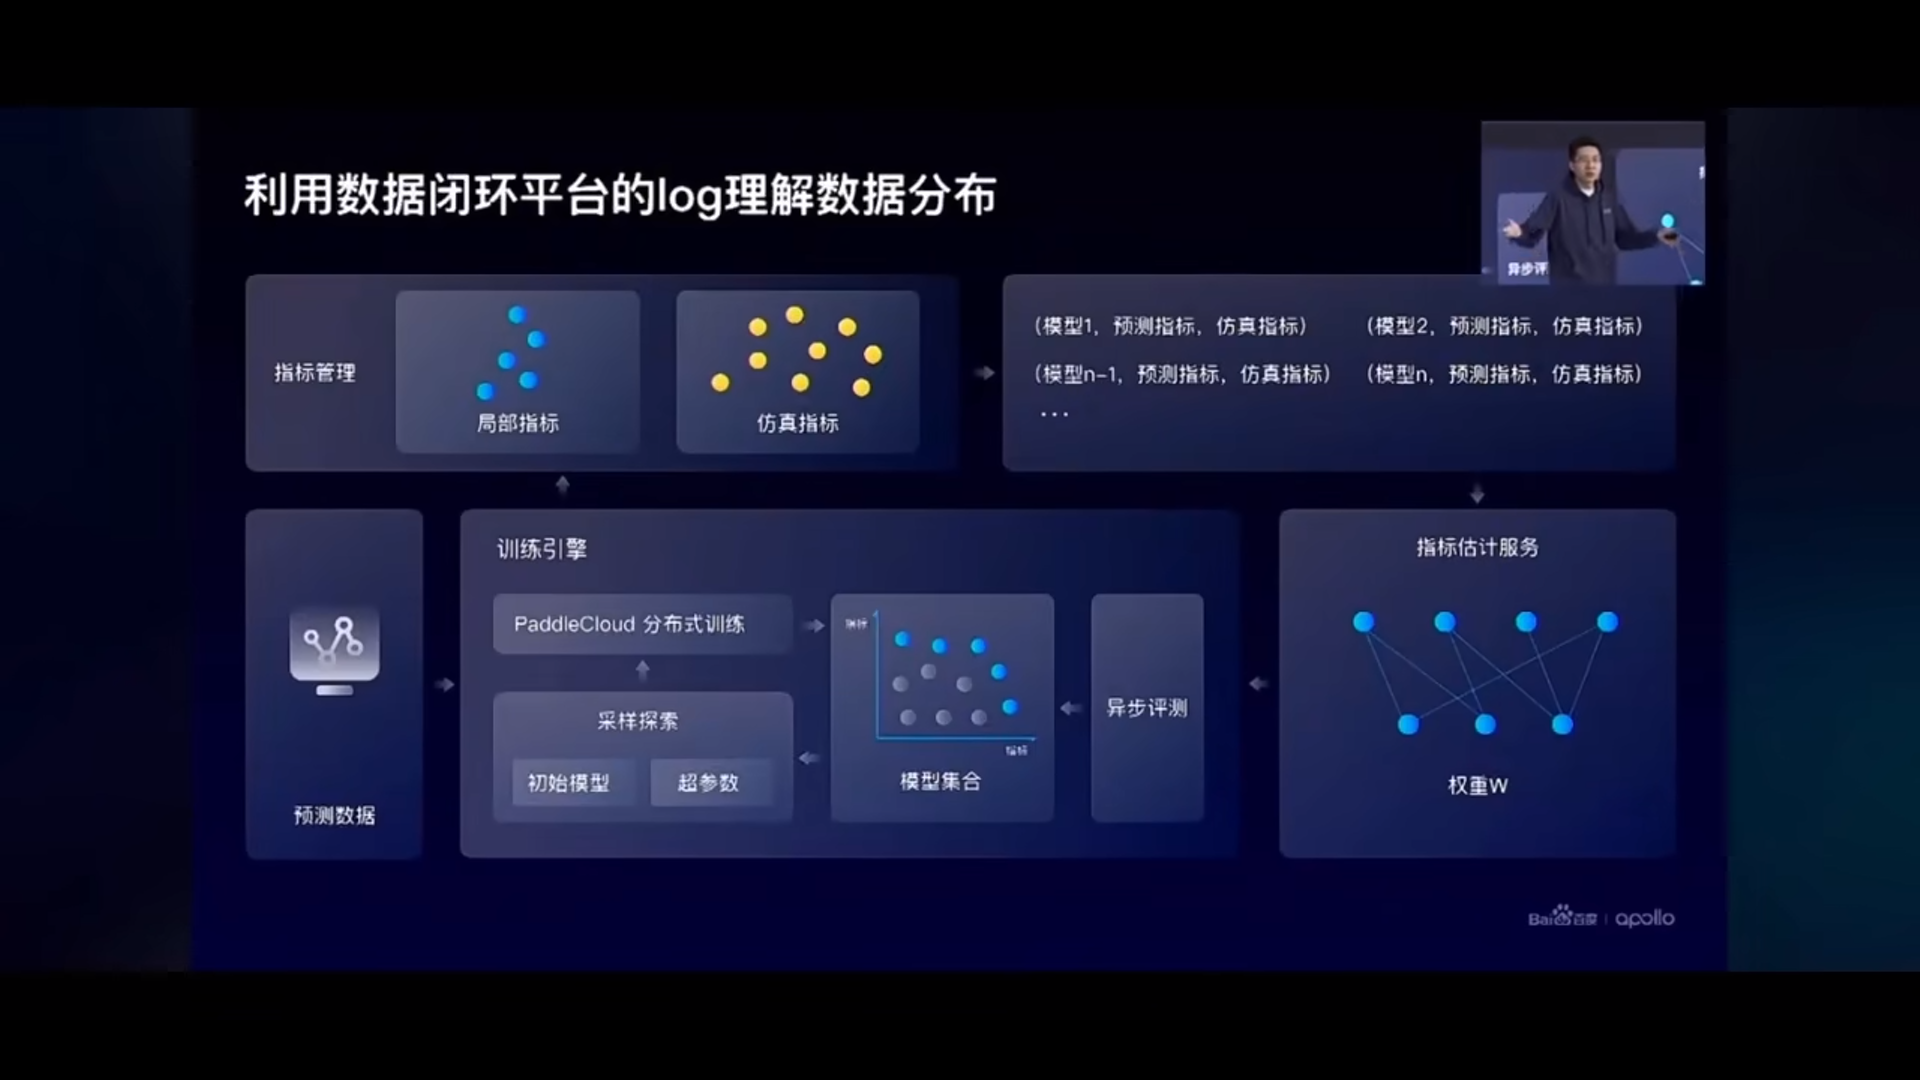 利用数据闭环平台的log理解数据分布
异步评
指标管理
局部指标
仿真指标
(模型1, 预测指标, 仿真指标)
(模型2, 预测指标, 仿真指标)
(模型n-1, 预测指标, 仿真指标)
(模型n, 预测指标, 仿真指标)
...
预测数据
训练引擎
PaddleCloud 分布式训练
采样探索
初始模型
超参数
指标
指标
模型集合
异步评测
指标估计服务
权重W
Bai百度 | apollo